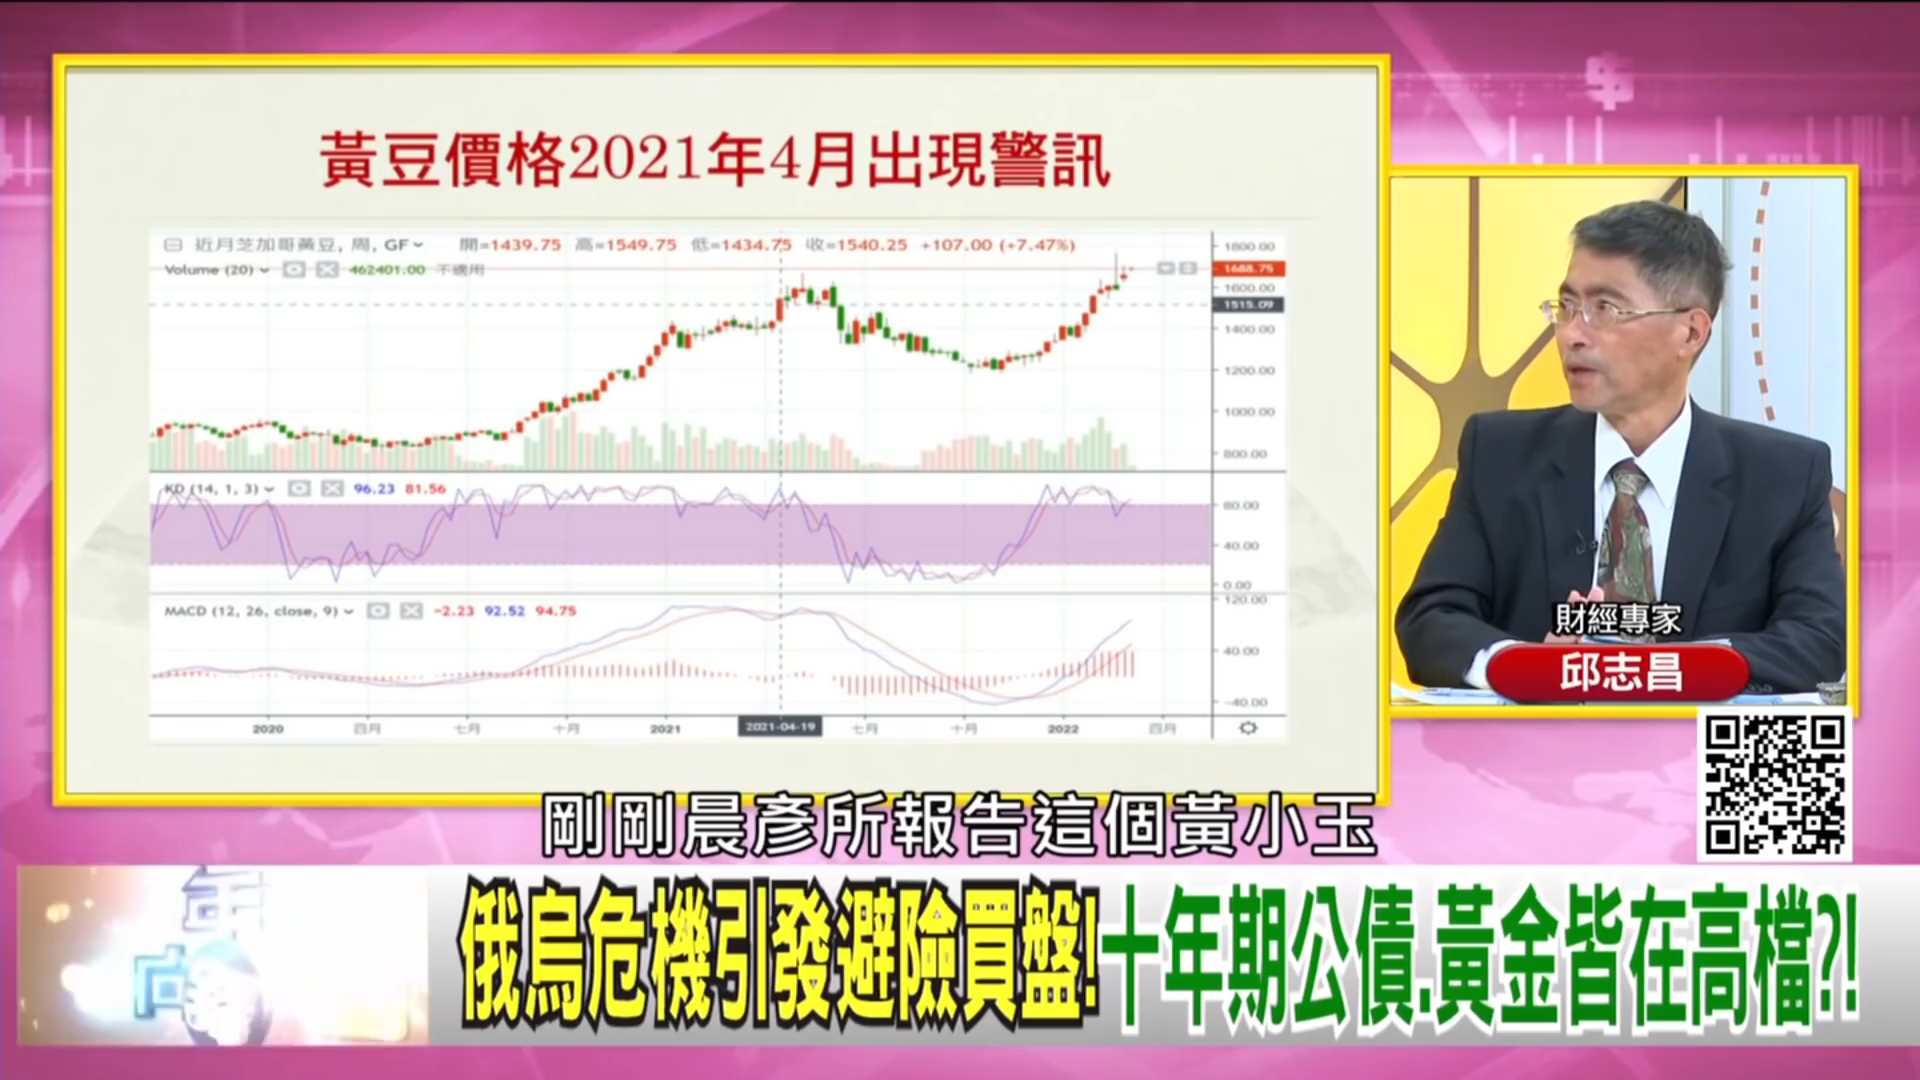 黃豆價格2021年4月出現警訊
近月芝加哥黃豆, 周, GF 開=1439.75 高=1549.75 低=1434.75 收=1540.25 +107.00 (+7.47%)
Volume (20) 462401.00 不適用
1800.00
1688.75
1600.00
1515.09
1400.00
1200.00
1000.00
800.00
KD (14, 1, 3) 96.23 81.56
80.00
40.00
0.00
MACD (12, 26, close, 9) -2.23 92.52 94.75
120.00
40.00
-40.00
2020 四月 七月 十月 2021 2021-04-19 七月 十月 2022 四月
財經專家
邱志昌
剛剛晨彥所報告這個黃小玉
俄烏危機引發避險買盤!十年期公債.黃金皆在高檔?!